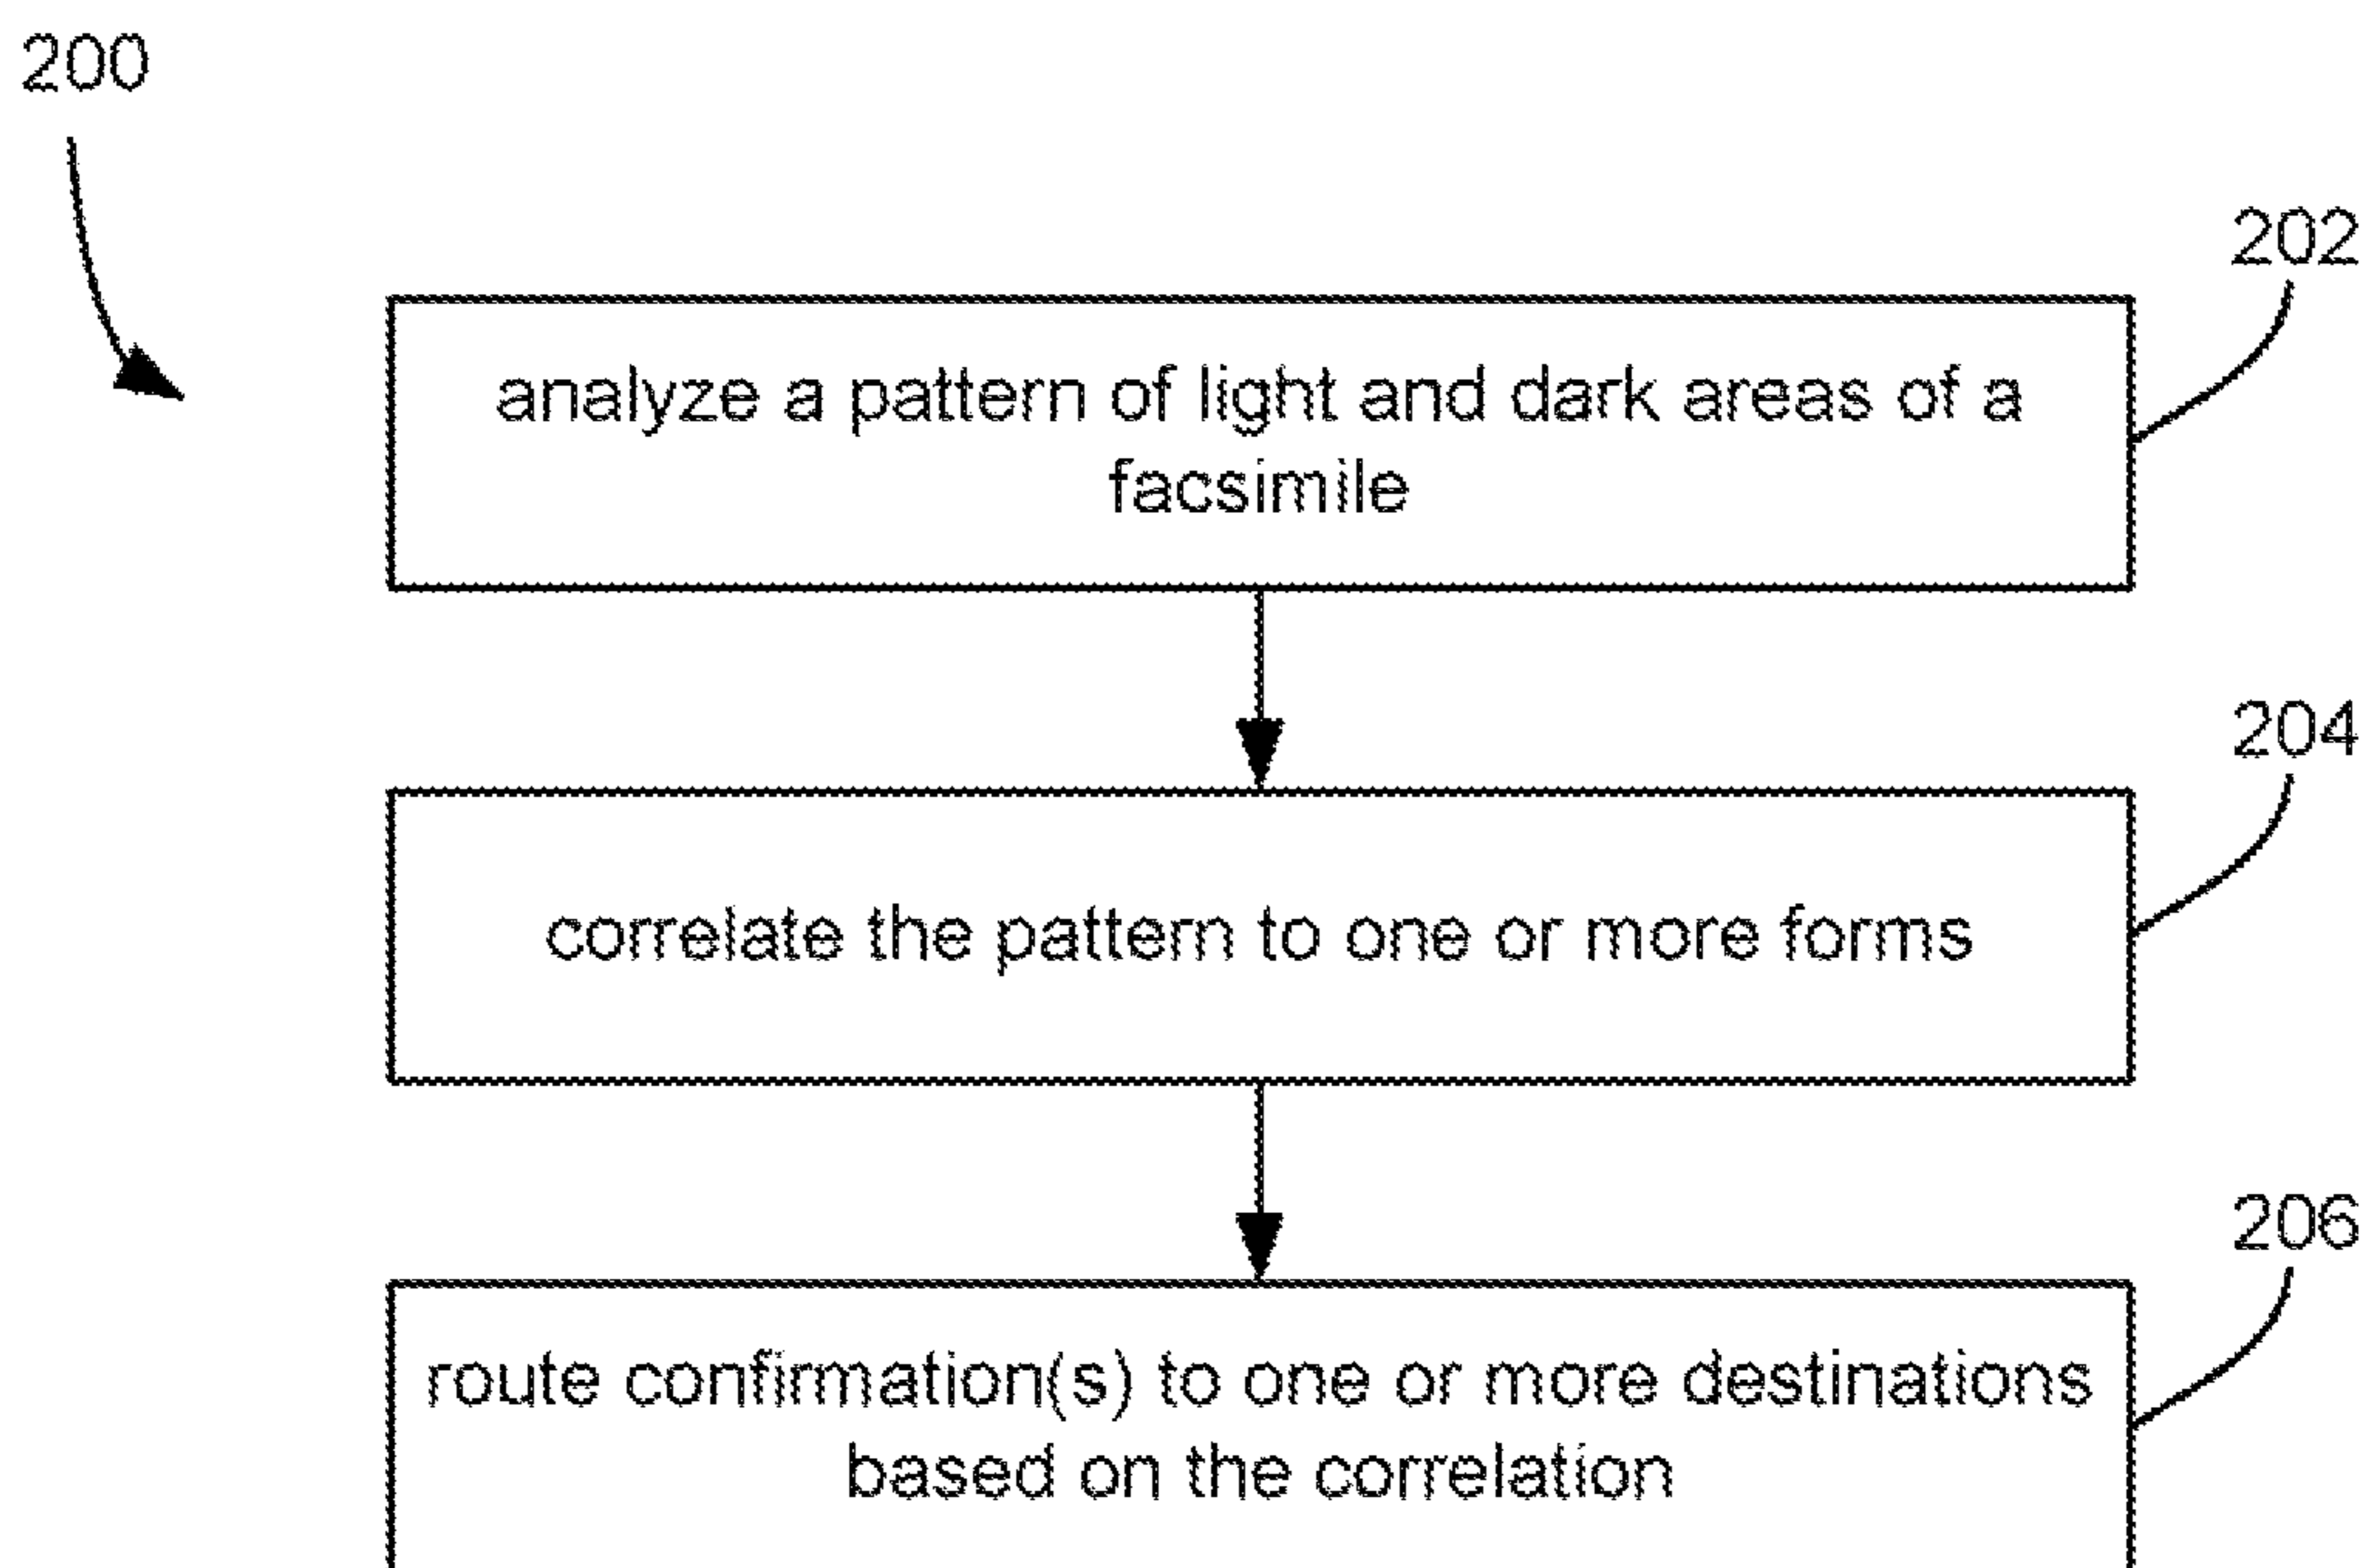 200
202
analyze a pattern of light and dark areas of a
facsimile
204
correlate the pattern to one or more forms
206
route confirmation(s) to one or more destinations
based on the correlation